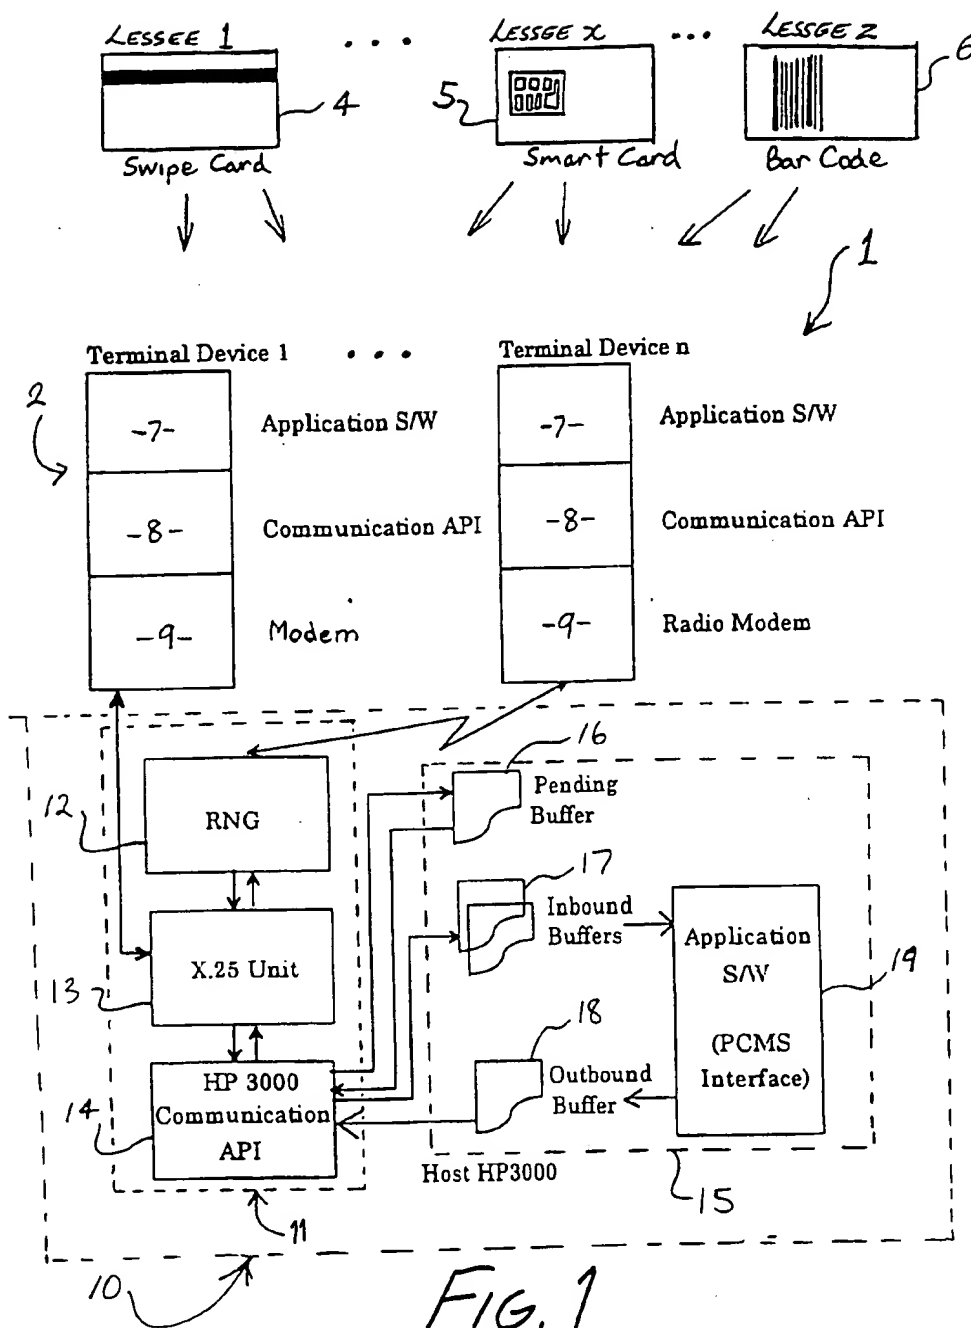 LESSEE 1 . . . LESSGE x ... LESSGE z
4
5
6
Swipe Card
Smart Card
Bar Code
1
Terminal Device 1 . . . Terminal Device n
2
-7- Application S/W
-7- Application S/W
-8- Communication API
-8- Communication API
-9- Modem
-9- Radio Modem
16
Pending
Buffer
12
RNG
17
Inbound
Buffers
Application
S/W
(PCMS
Interface)
19
X.25 Unit
13
18
Outbound
Buffer
HP 3000
Communication
API
14
Host HP3000
15
11
10
FIG. 1